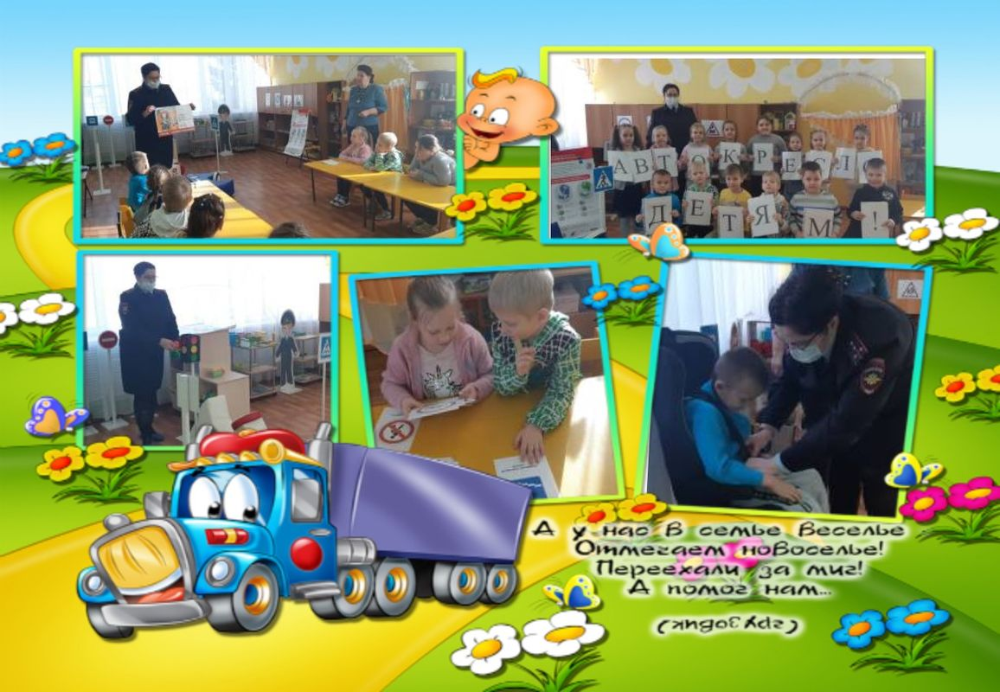 АВТОКРЕСЛО
ДЕТЯМ!
А у нас в семье веселье
Отмечаем новоселье!
Переехали, за миг!
А помог нам...
(грузовик)